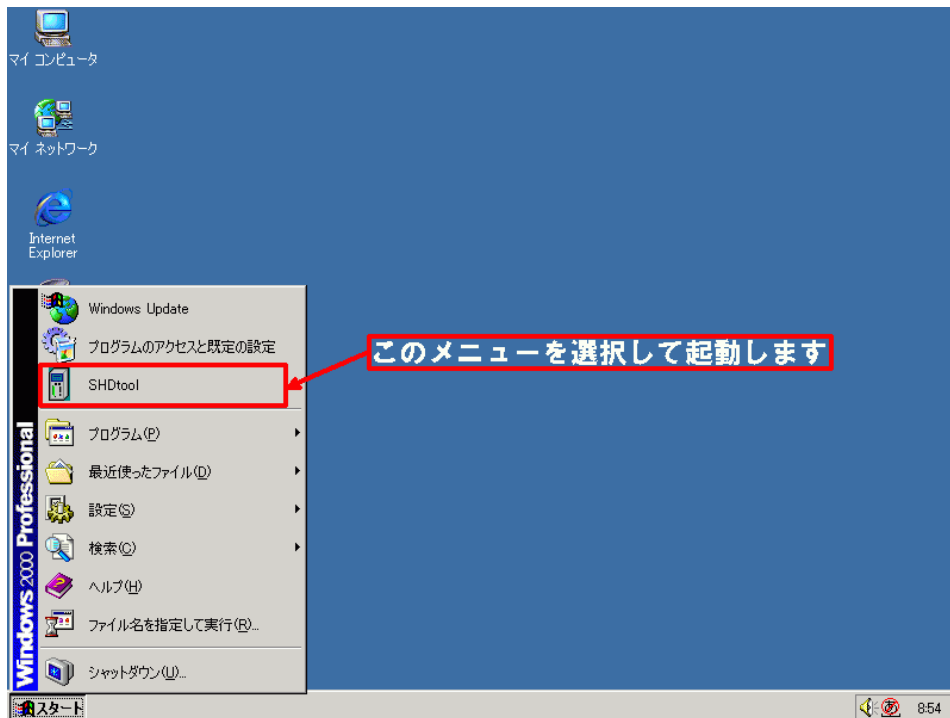 マイ コンピュータ
マイ ネットワーク
Internet
Explorer
Windows Update
プログラムのアクセスと既定の設定
このメニューを選択して起動します
SHDtool
プログラム(P)
最近使ったファイル(D)
設定(S)
検索(C)
ヘルプ(H)
ファイル名を指定して実行(R)...
シャットダウン(U)...
Windows 2000 Professional
スタート
あ
8:54